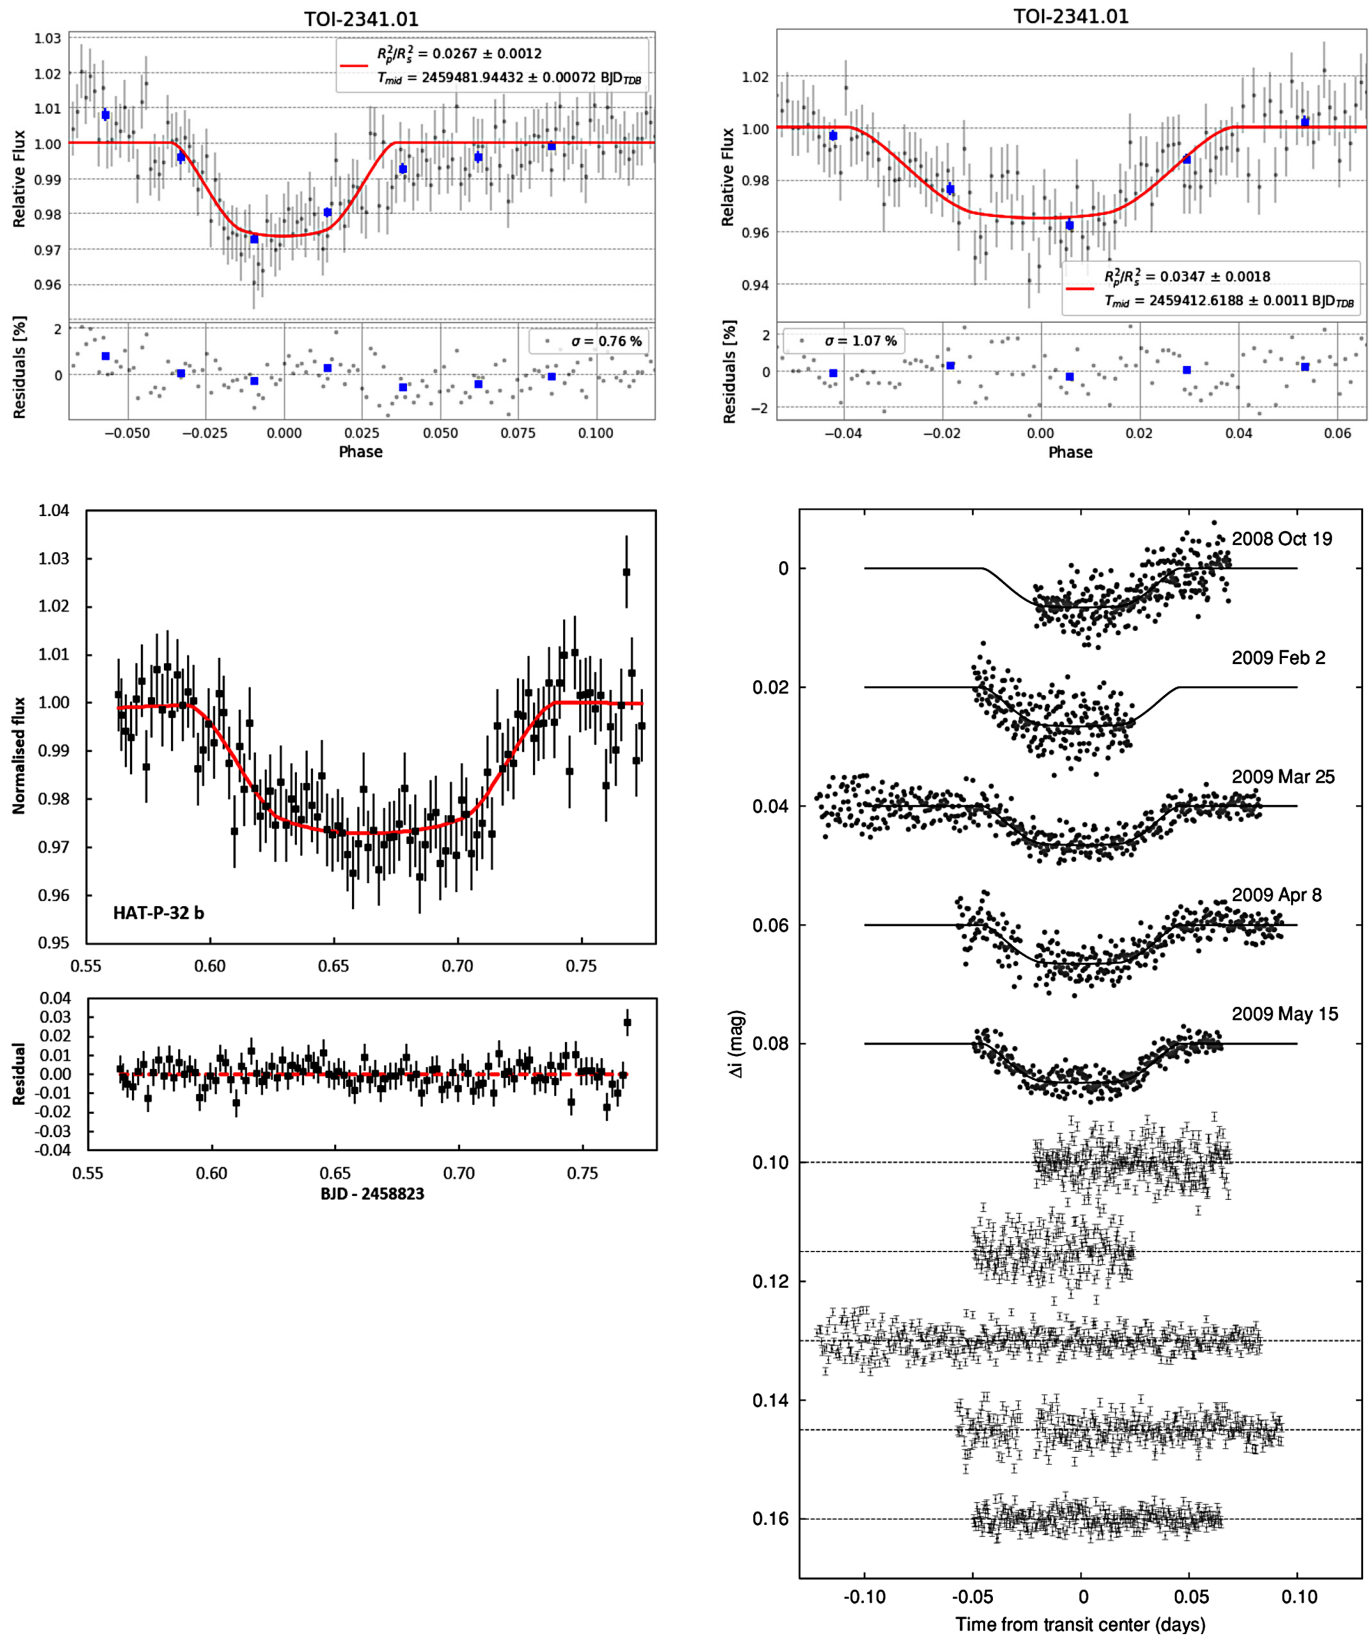 TOI-2341.01
1.03
1.02
1.01
1.00
0.99
0.98
0.97
0.96
Relative Flux
R_p^2/R_s^2 = 0.0267 ± 0.0012
T_mid = 2459481.94432 ± 0.00072 BJD_TDB
2
0
Residuals [%]
σ = 0.76 %
−0.050 −0.025 0.000 0.025 0.050 0.075 0.100
Phase
TOI-2341.01
1.02
1.00
0.98
0.96
0.94
Relative Flux
R_p^2/R_s^2 = 0.0347 ± 0.0018
T_mid = 2459412.6188 ± 0.0011 BJD_TDB
2
0
−2
Residuals [%]
σ = 1.07 %
−0.04 −0.02 0.00 0.02 0.04 0.06
Phase
1.04
1.03
1.02
1.01
1.00
0.99
0.98
0.97
0.96
0.95
Normalised flux
HAT-P-32 b
0.55 0.60 0.65 0.70 0.75
0.04
0.03
0.02
0.01
0.00
-0.01
-0.02
-0.03
-0.04
Residual
0.55 0.60 0.65 0.70 0.75
BJD - 2458823
0
0.02
0.04
0.06
0.08
0.10
0.12
0.14
0.16
Δi (mag)
2008 Oct 19
2009 Feb 2
2009 Mar 25
2009 Apr 8
2009 May 15
-0.10 -0.05 0 0.05 0.10
Time from transit center (days)